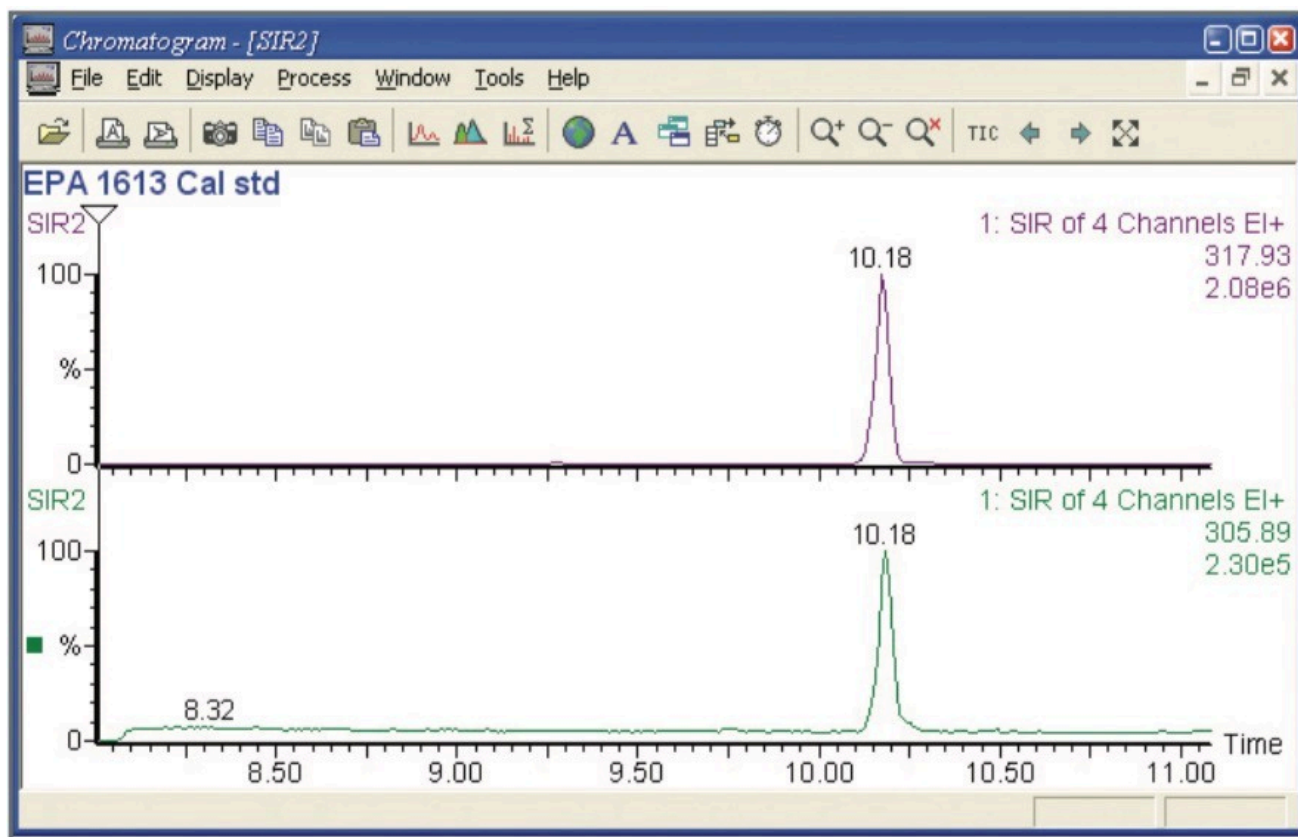 Chromatogram - [SIR2]
File Edit Display Process Window Tools Help
A A Σ A TIC
EPA 1613 Cal std
SIR2 1: SIR of 4 Channels EI+
317.93
10.18
2.08e6
100
%
0
SIR2 1: SIR of 4 Channels EI+
305.89
10.18
2.30e5
100
%
8.32
0
Time
8.50 9.00 9.50 10.00 10.50 11.00